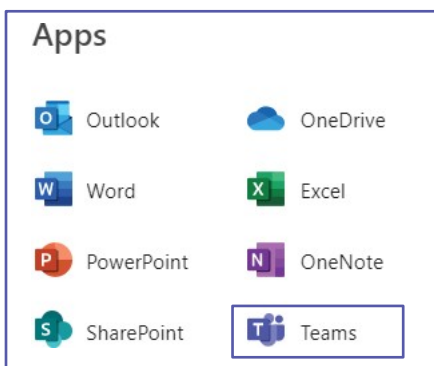 Apps
Outlook OneDrive
Word Excel
PowerPoint OneNote
SharePoint Teams